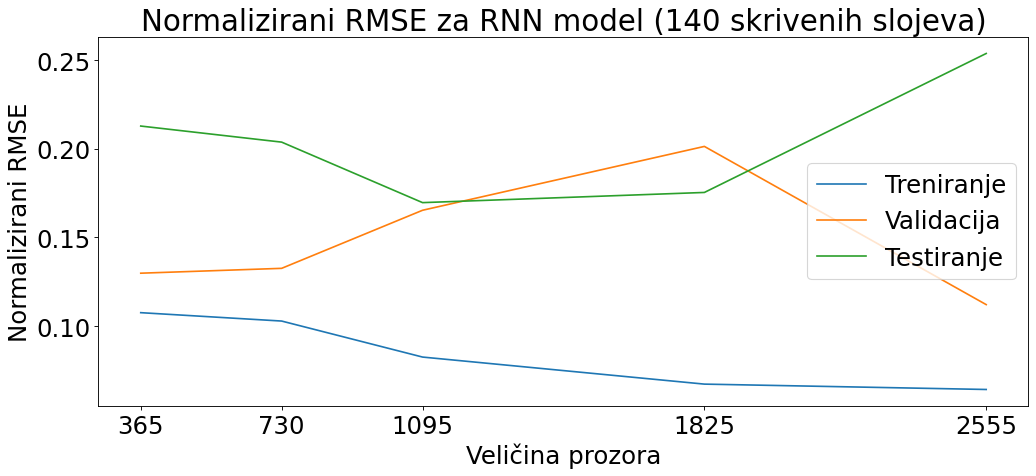 Normalizirani RMSE za RNN model (140 skrivenih slojeva)
Normalizirani RMSE
0.25
0.20
0.15
0.10
Treniranje
Validacija
Testiranje
365 730 1095 1825 2555
Veličina prozora